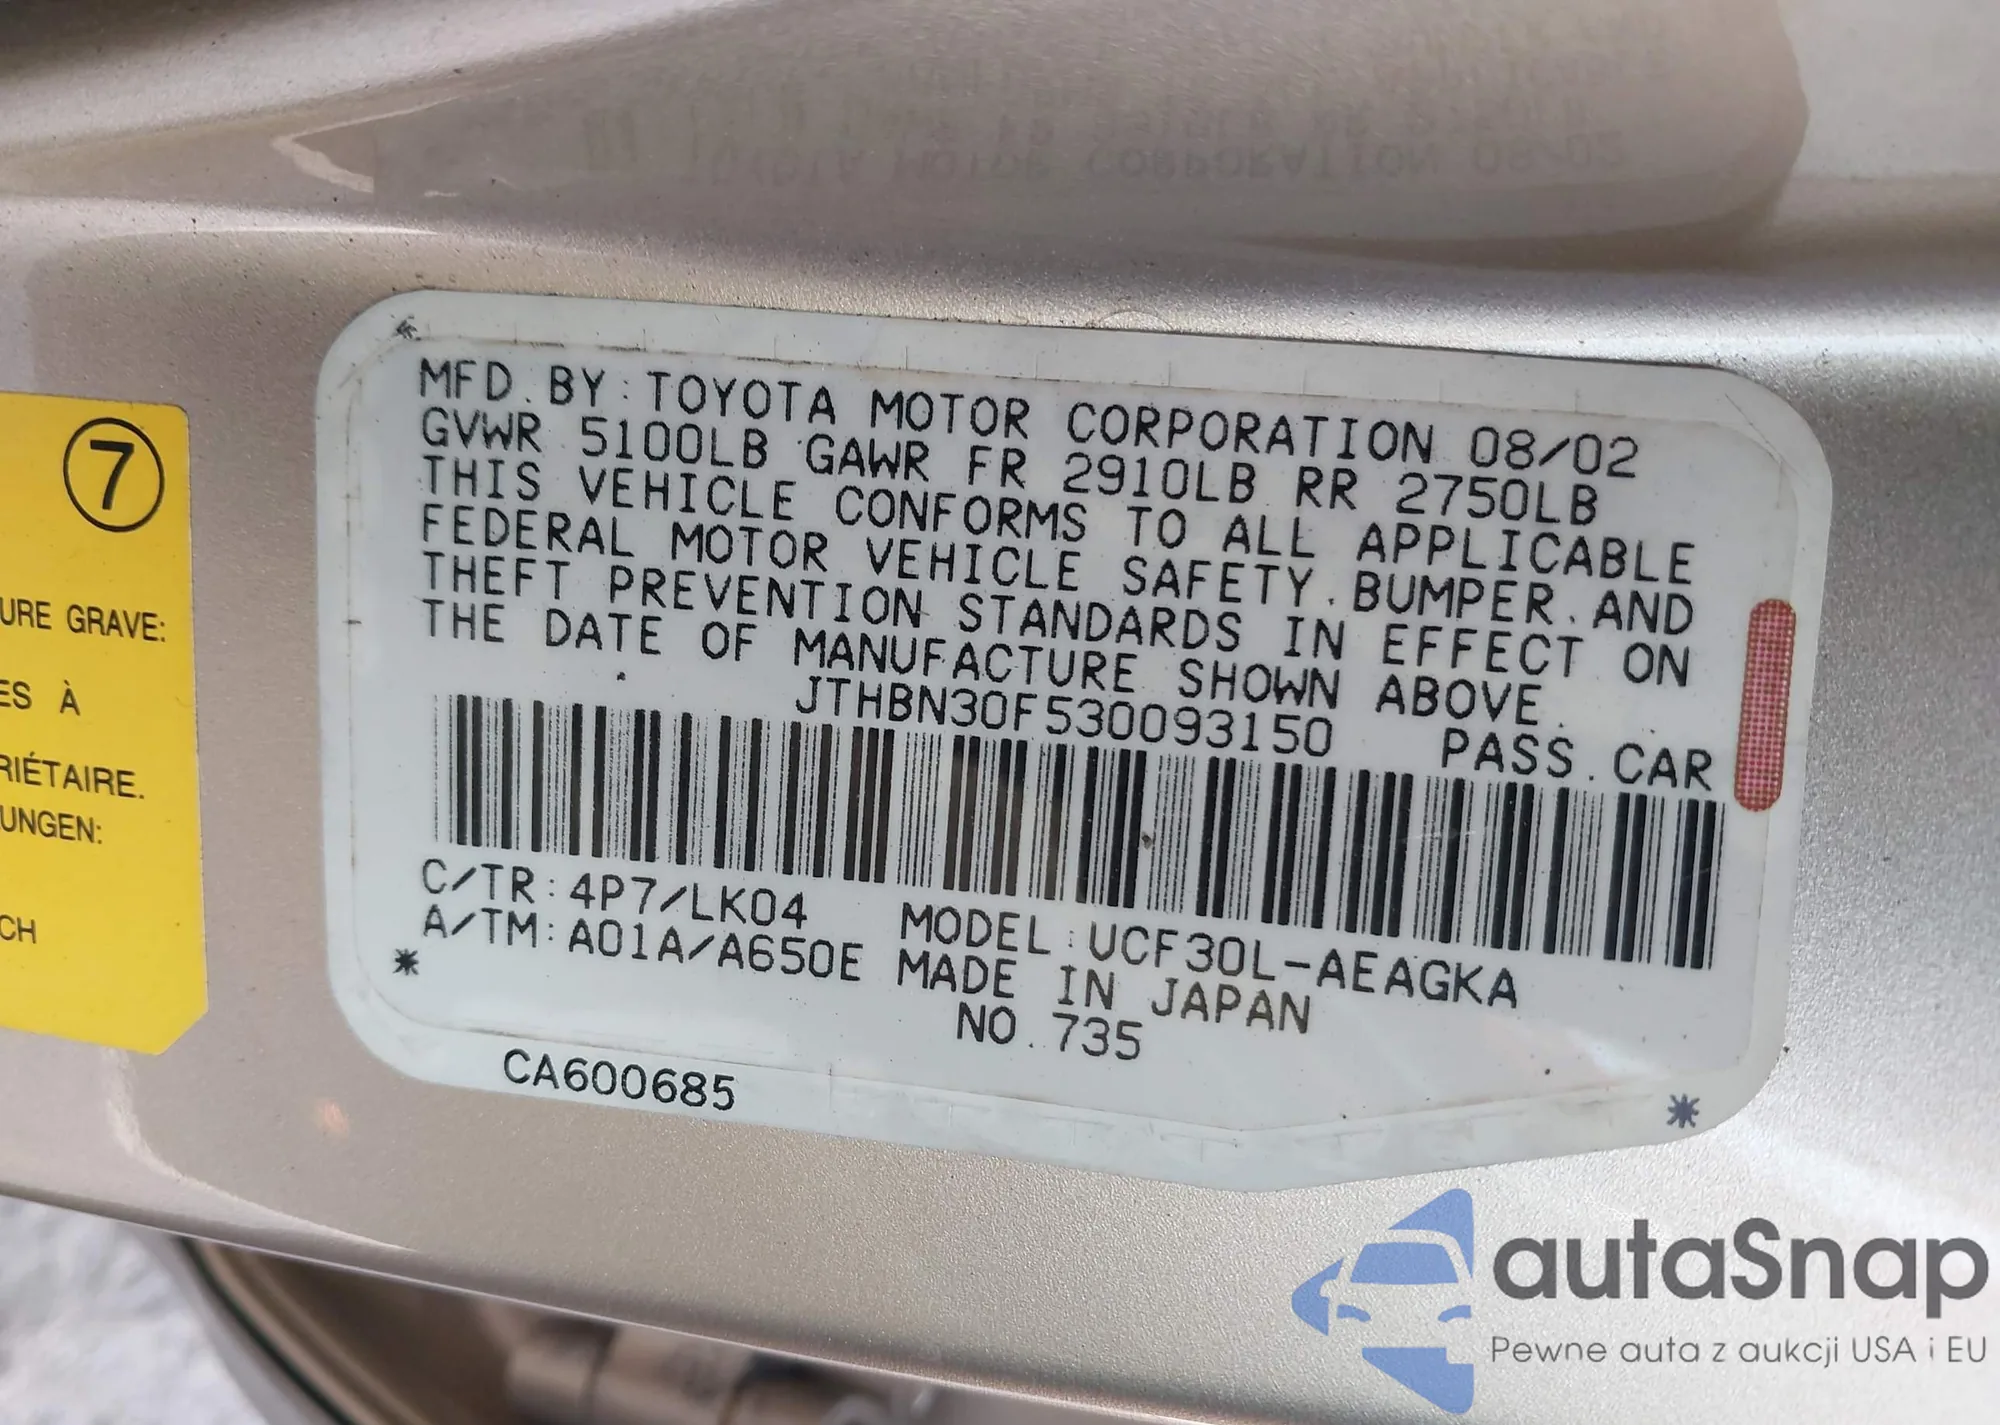 MFD. BY: TOYOTA MOTOR CORPORATION 08/02
GVWR 5100LB GAWR FR 2910LB RR 2750LB
THIS VEHICLE CONFORMS TO ALL APPLICABLE
FEDERAL MOTOR VEHICLE SAFETY. BUMPER. AND
THEFT PREVENTION STANDARDS IN EFFECT ON
THE DATE OF MANUFACTURE SHOWN ABOVE.
JTHBN30F530093150 PASS. CAR
C/TR: 4P7/LK04 MODEL: UCF30L-AEAGKA
A/TM: A01A/A650E MADE IN JAPAN
NO. 735
CA600685
7
URE GRAVE:
ES À
RIÉTAIRE.
UNGEN:
CH
autaSnap
Pewne auta z aukcji USA i EU